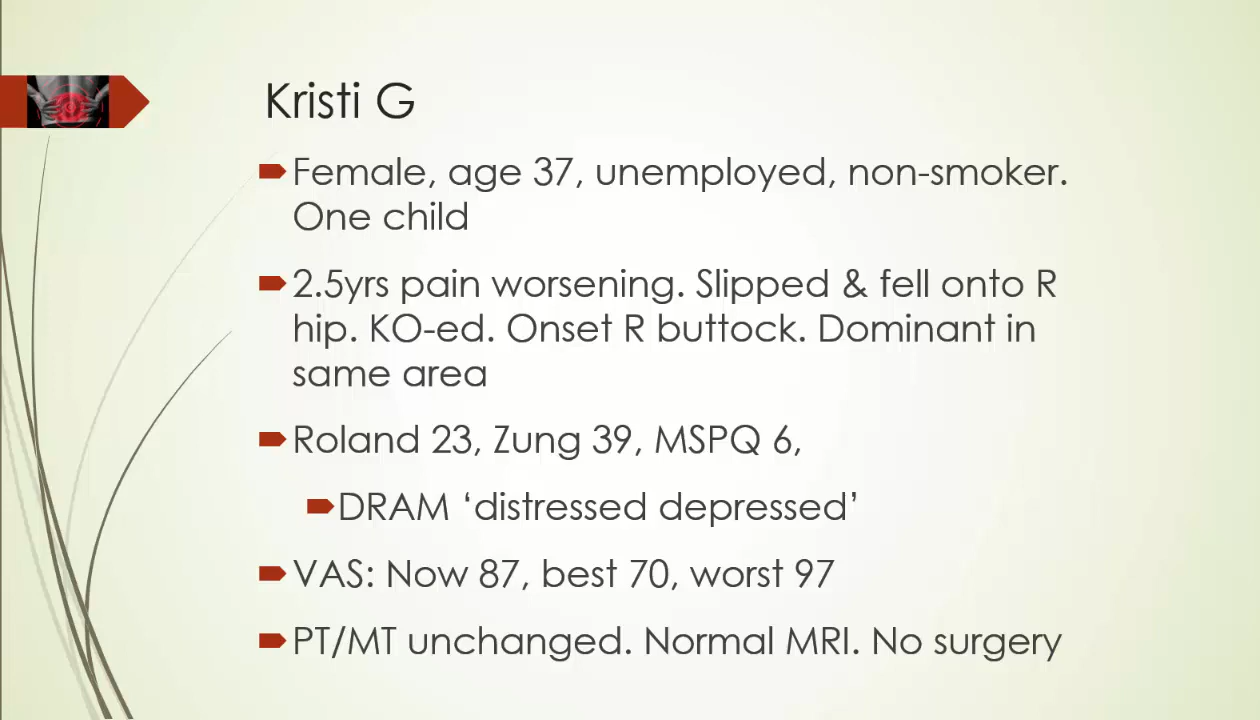 Kristi G
Female, age 37, unemployed, non-smoker.
One child
2.5yrs pain worsening. Slipped & fell onto R
hip. KO-ed. Onset R buttock. Dominant in
same area
Roland 23, Zung 39, MSPQ 6,
DRAM ‘distressed depressed’
VAS: Now 87, best 70, worst 97
PT/MT unchanged. Normal MRI. No surgery